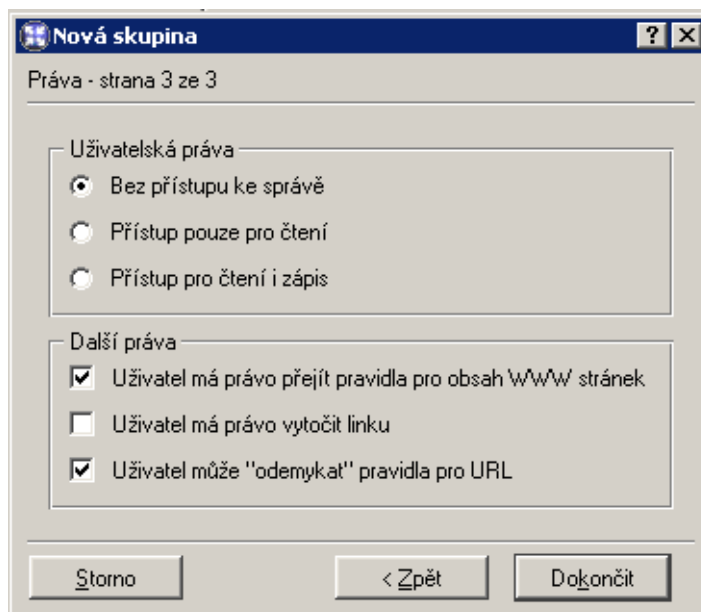 Nová skupina
Práva - strana 3 ze 3
Uživatelská práva
Bez přístupu ke správě
Přístup pouze pro čtení
Přístup pro čtení i zápis
Další práva
Uživatel má právo přejít pravidla pro obsah WWW stránek
Uživatel má právo vytočit linku
Uživatel může "odemykat" pravidla pro URL
Storno < Zpět Dokončit